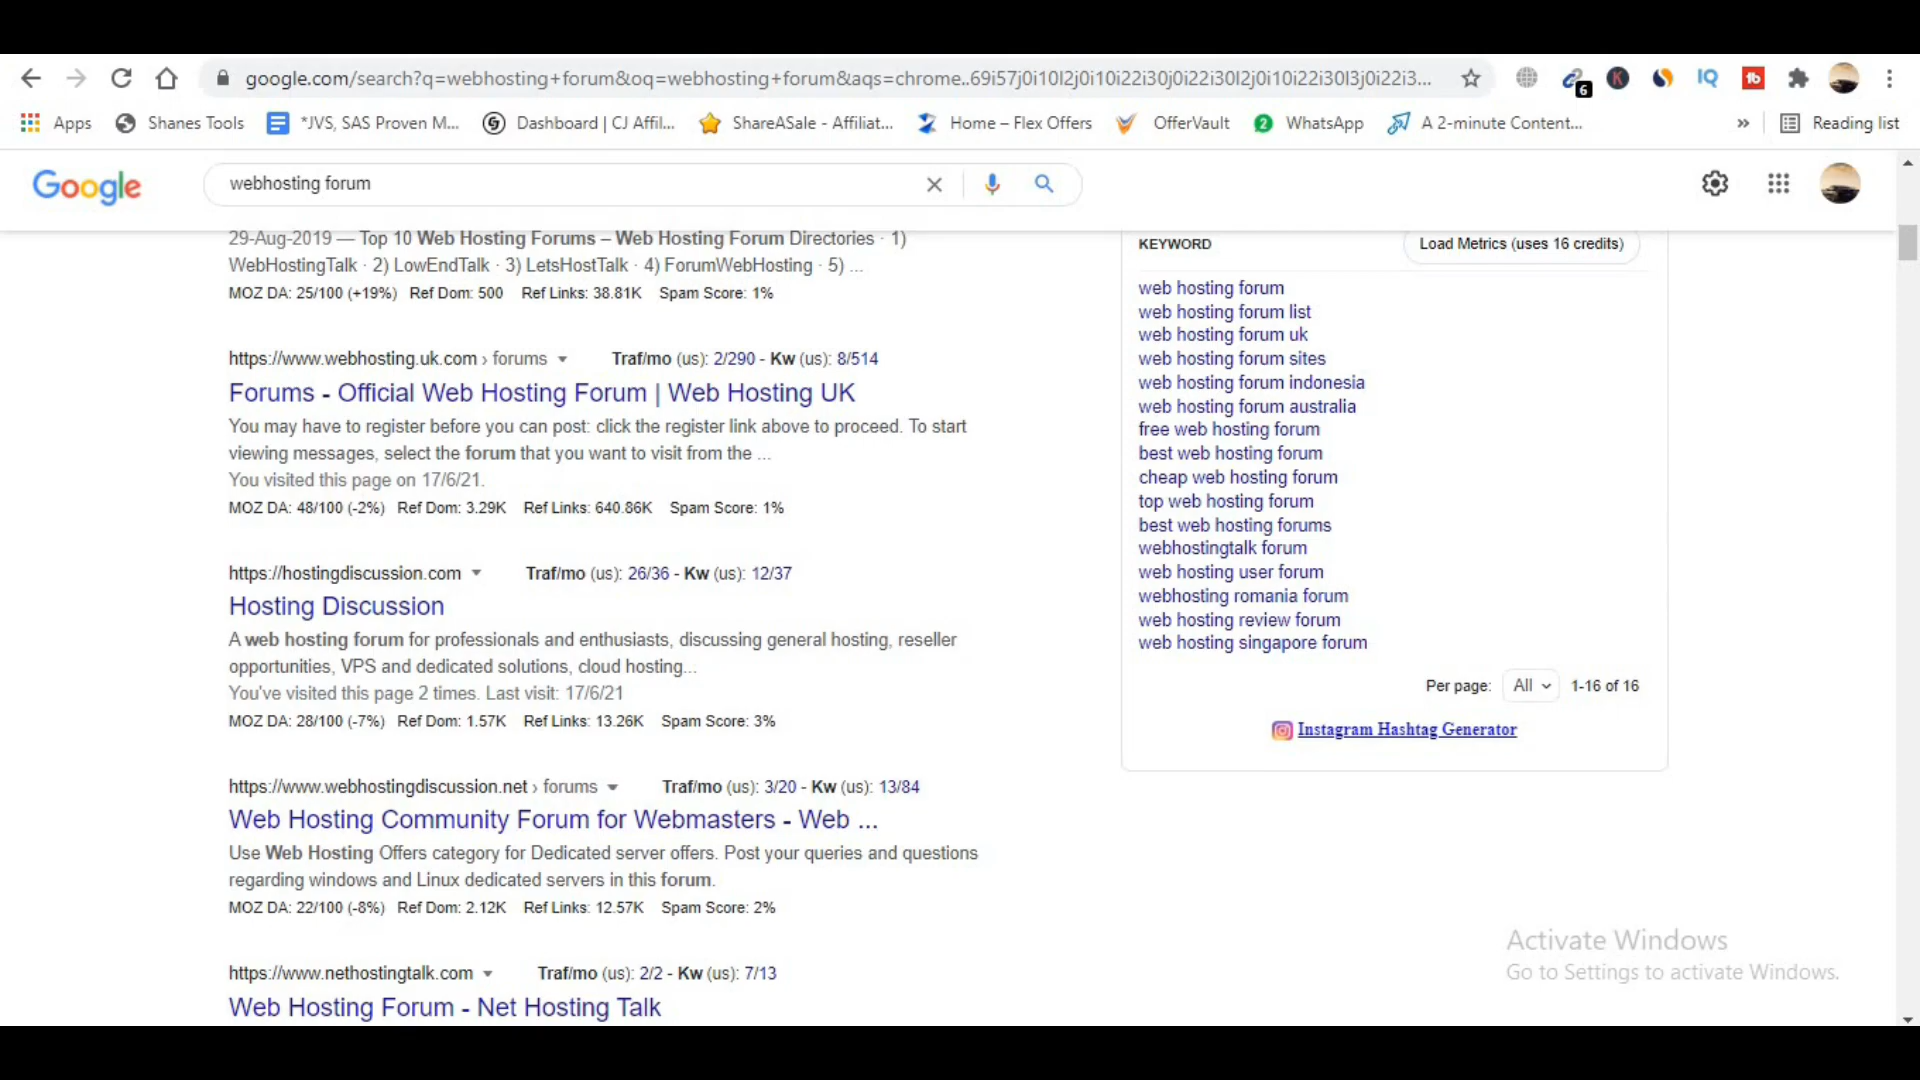 google.com/search?q=webhosting+forum&oq=webhosting+forum&aqs=chrome..69i57j0i10l2j0i10i22i30j0i22i30l2j0i10i22i30l3j0i22i3...
6
K
IQ
Apps
Shanes Tools
*JVS, SAS Proven M...
Dashboard | CJ Affil...
ShareASale - Affiliat...
Home – Flex Offers
OfferVault
2
WhatsApp
A 2-minute Content...
»
Reading list
Google
webhosting forum
29-Aug-2019 — Top 10 Web Hosting Forums – Web Hosting Forum Directories · 1)
WebHostingTalk · 2) LowEndTalk · 3) LetsHostTalk · 4) ForumWebHosting · 5) ...
MOZ DA: 25/100 (+19%) Ref Dom: 500 Ref Links: 38.81K Spam Score: 1%
https://www.webhosting.uk.com › forums Traf/mo (us): 2/290 - Kw (us): 8/514
Forums - Official Web Hosting Forum | Web Hosting UK
You may have to register before you can post: click the register link above to proceed. To start
viewing messages, select the forum that you want to visit from the ...
You visited this page on 17/6/21.
MOZ DA: 48/100 (-2%) Ref Dom: 3.29K Ref Links: 640.86K Spam Score: 1%
https://hostingdiscussion.com Traf/mo (us): 26/36 - Kw (us): 12/37
Hosting Discussion
A web hosting forum for professionals and enthusiasts, discussing general hosting, reseller
opportunities, VPS and dedicated solutions, cloud hosting...
You've visited this page 2 times. Last visit: 17/6/21
MOZ DA: 28/100 (-7%) Ref Dom: 1.57K Ref Links: 13.26K Spam Score: 3%
https://www.webhostingdiscussion.net › forums Traf/mo (us): 3/20 - Kw (us): 13/84
Web Hosting Community Forum for Webmasters - Web ...
Use Web Hosting Offers category for Dedicated server offers. Post your queries and questions
regarding windows and Linux dedicated servers in this forum.
MOZ DA: 22/100 (-8%) Ref Dom: 2.12K Ref Links: 12.57K Spam Score: 2%
https://www.nethostingtalk.com Traf/mo (us): 2/2 - Kw (us): 7/13
Web Hosting Forum - Net Hosting Talk
KEYWORD
Load Metrics (uses 16 credits)
web hosting forum
web hosting forum list
web hosting forum uk
web hosting forum sites
web hosting forum indonesia
web hosting forum australia
free web hosting forum
best web hosting forum
cheap web hosting forum
top web hosting forum
best web hosting forums
webhostingtalk forum
web hosting user forum
webhosting romania forum
web hosting review forum
web hosting singapore forum
Per page: All 1-16 of 16
Instagram Hashtag Generator
Activate Windows
Go to Settings to activate Windows.